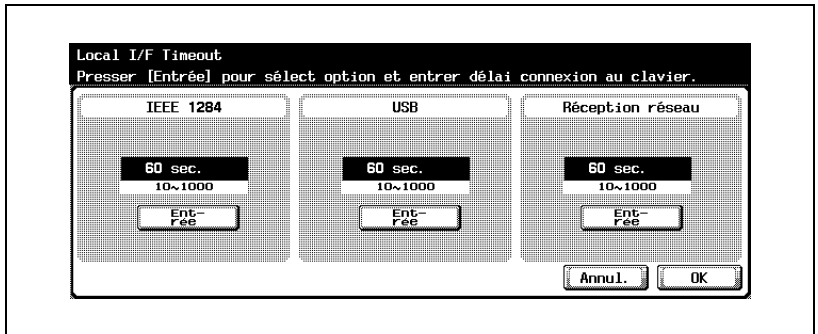 Local I/F Timeout
Presser [Entrée] pour sélect option et entrer délai connexion au clavier.
IEEE 1284
USB
Réception réseau
60 sec.
60 sec.
60 sec.
10~1000
10~1000
10~1000
Ent-
rée
Ent-
rée
Ent-
rée
Annul.
OK